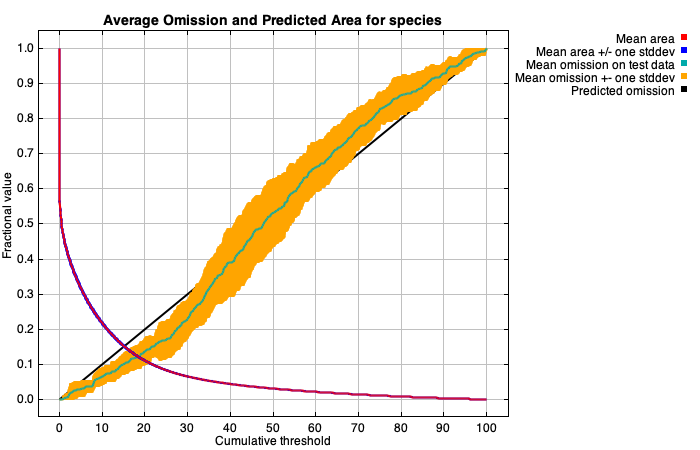 Average Omission and Predicted Area for species
Mean area
Mean area +/- one stddev
Mean omission on test data
Mean omission +- one stddev
Predicted omission
Fractional value
1.0
0.9
0.8
0.7
0.6
0.5
0.4
0.3
0.2
0.1
0.0
0 10 20 30 40 50 60 70 80 90 100
Cumulative threshold